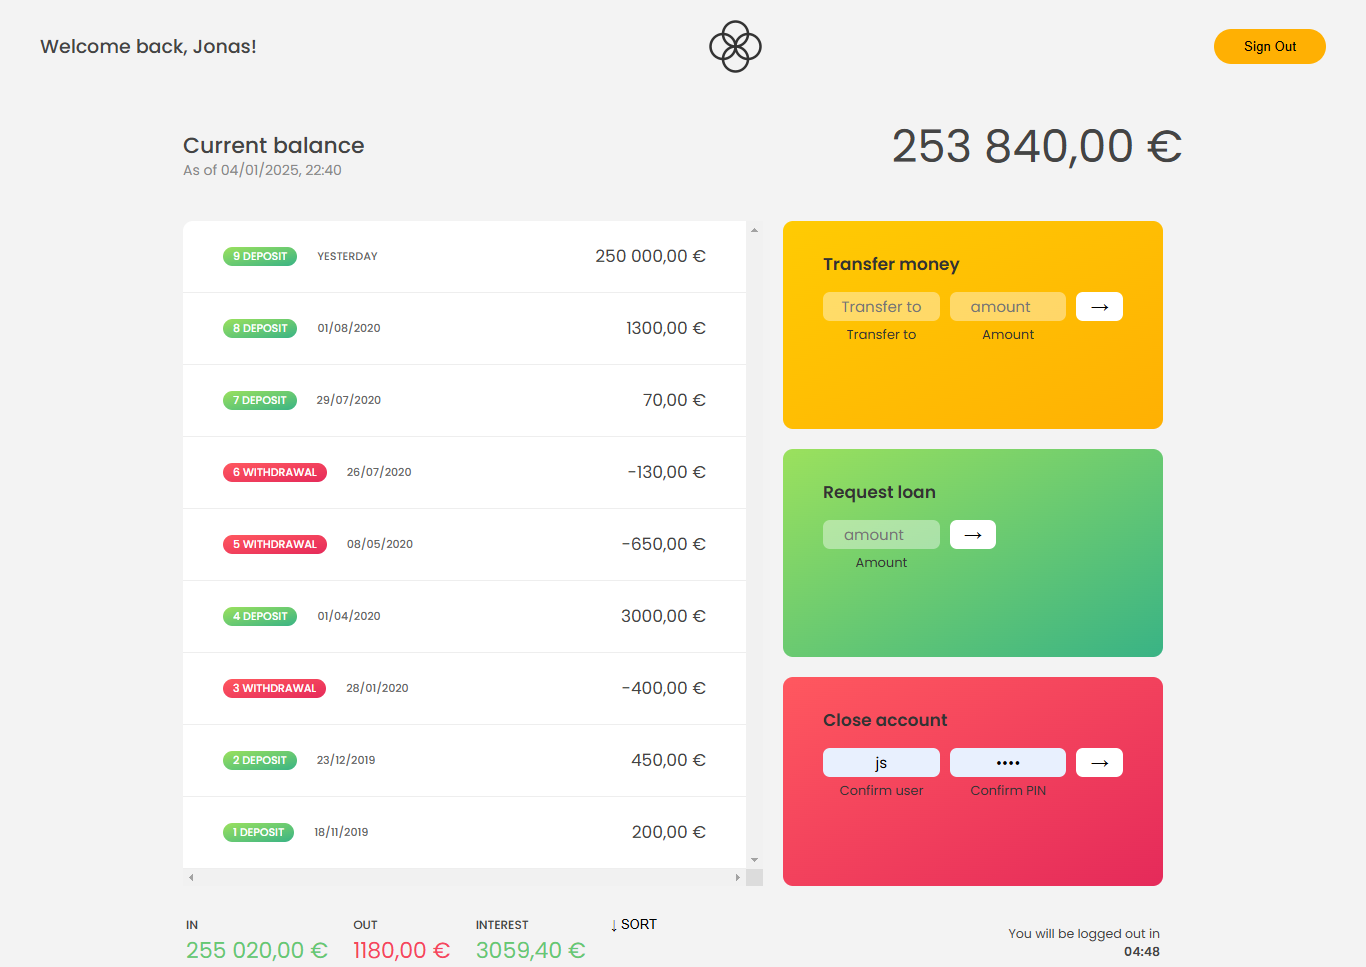 Welcome back, Jonas!
Sign Out
Current balance
As of 04/01/2025, 22:40
253 840,00 €
9 DEPOSIT YESTERDAY 250 000,00 €
8 DEPOSIT 01/08/2020 1300,00 €
7 DEPOSIT 29/07/2020 70,00 €
6 WITHDRAWAL 26/07/2020 -130,00 €
5 WITHDRAWAL 08/05/2020 -650,00 €
4 DEPOSIT 01/04/2020 3000,00 €
3 WITHDRAWAL 28/01/2020 -400,00 €
2 DEPOSIT 23/12/2019 450,00 €
1 DEPOSIT 18/11/2019 200,00 €
Transfer money
Transfer to amount →
Transfer to Amount
Request loan
amount →
Amount
Close account
js •••• →
Confirm user Confirm PIN
IN OUT INTEREST ↓ SORT
255 020,00 € 1180,00 € 3059,40 €
You will be logged out in
04:48